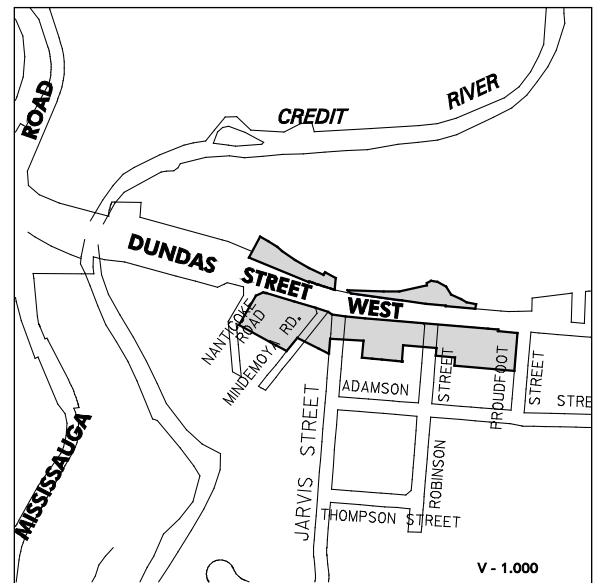 ROAD
CREDIT RIVER
DUNDAS STREET WEST
NANTICOKE
ROAD
MINDEMOYA RD.
MISSISSAUGA
JARVIS STREET
ADAMSON
STREET
PROUDFOOT
STREET
STRE
ROBINSON
THOMPSON STREET
V - 1.000